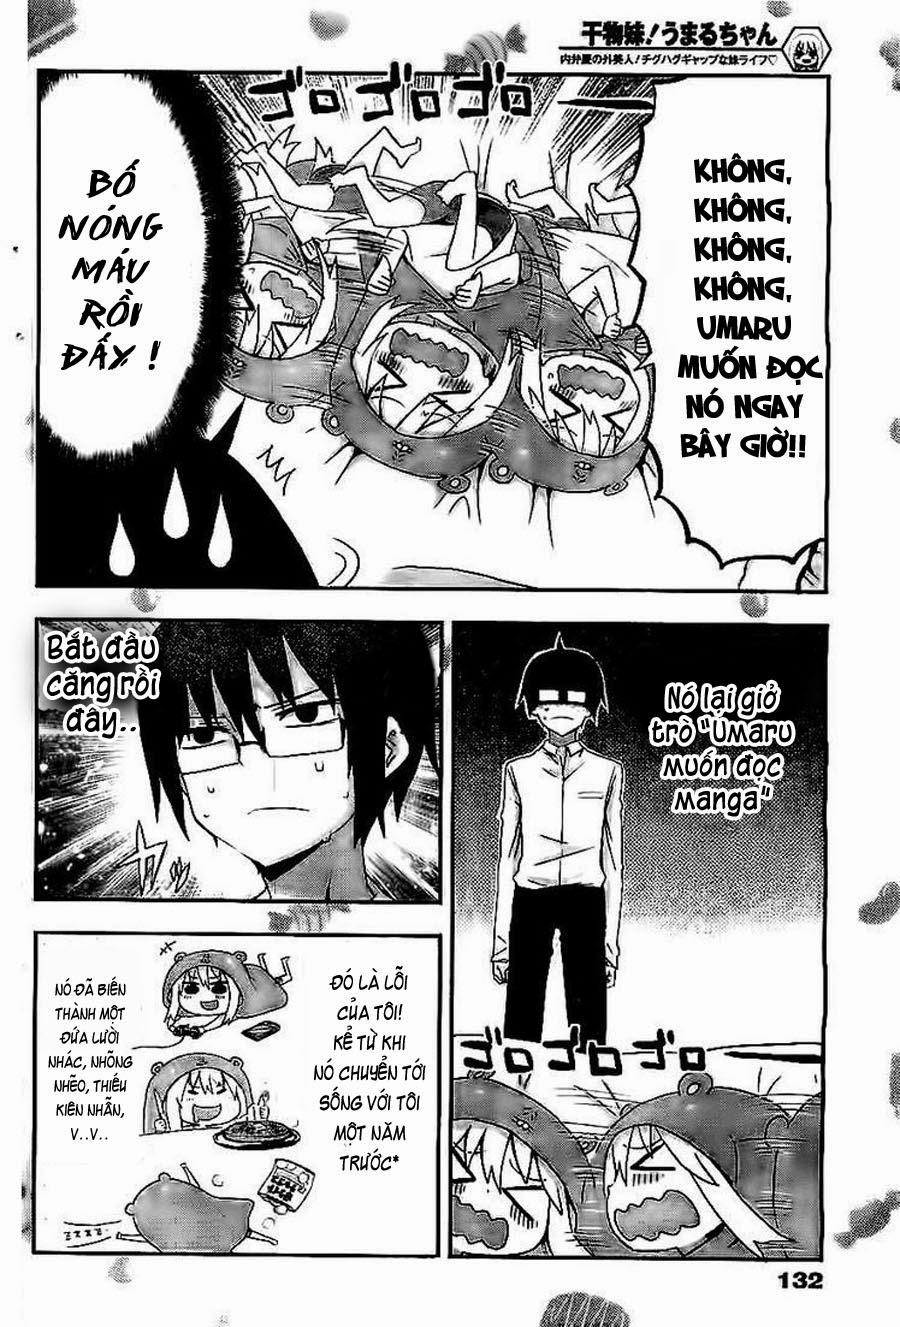 干物妹!うまるちゃん
内弁慶の外美人!チグハグギャップな妹ライフ♡
ゴロゴロゴロ
KHÔNG,
KHÔNG,
KHÔNG,
KHÔNG,
UMARU
MUỐN ĐỌC
NÓ NGAY
BÂY GIỜ!!
BỐ
NÓNG
MÁU
RỒI
ĐẤY !
Nó lại giở
trò "Umaru
muốn đọc
manga"
ゴロゴロゴロ
Bắt đầu
căng rồi
đây..
ĐÓ LÀ LỖI
CỦA TÔI!
KỂ TỪ KHI
NÓ CHUYỂN TỚI
SỐNG VỚI TÔI
MỘT NĂM
TRƯỚC*
NÓ ĐÃ BIẾN
THÀNH MỘT
ĐỨA LƯỜI
NHÁC, NHÕNG
NHẼO, THIẾU
KIÊN NHẪN,
V..V..
ZZZZZ
132